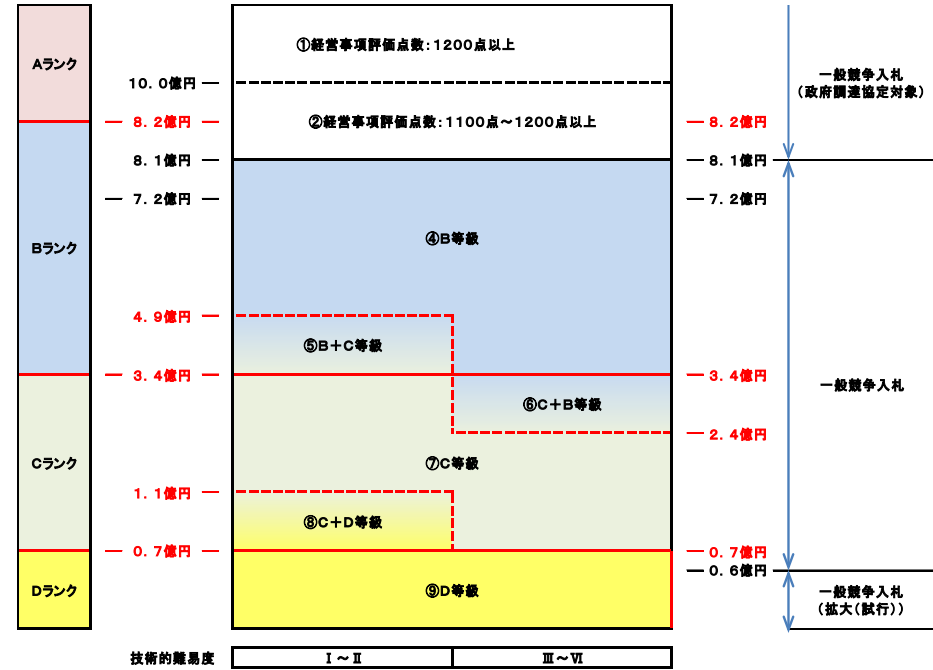 Aランク
Bランク
Cランク
Dランク
10.0億円
8.2億円
8.1億円
7.2億円
4.9億円
3.4億円
1.1億円
0.7億円
①経営事項評価点数:1200点以上
②経営事項評価点数:1100点~1200点以上
④B等級
⑤B+C等級
⑥C+B等級
⑦C等級
⑧C+D等級
⑨D等級
8.2億円
8.1億円
7.2億円
3.4億円
2.4億円
0.7億円
0.6億円
一般競争入札
(政府調達協定対象)
一般競争入札
一般競争入札
(拡大(試行))
技術的難易度
Ⅰ~Ⅱ
Ⅲ~Ⅵ